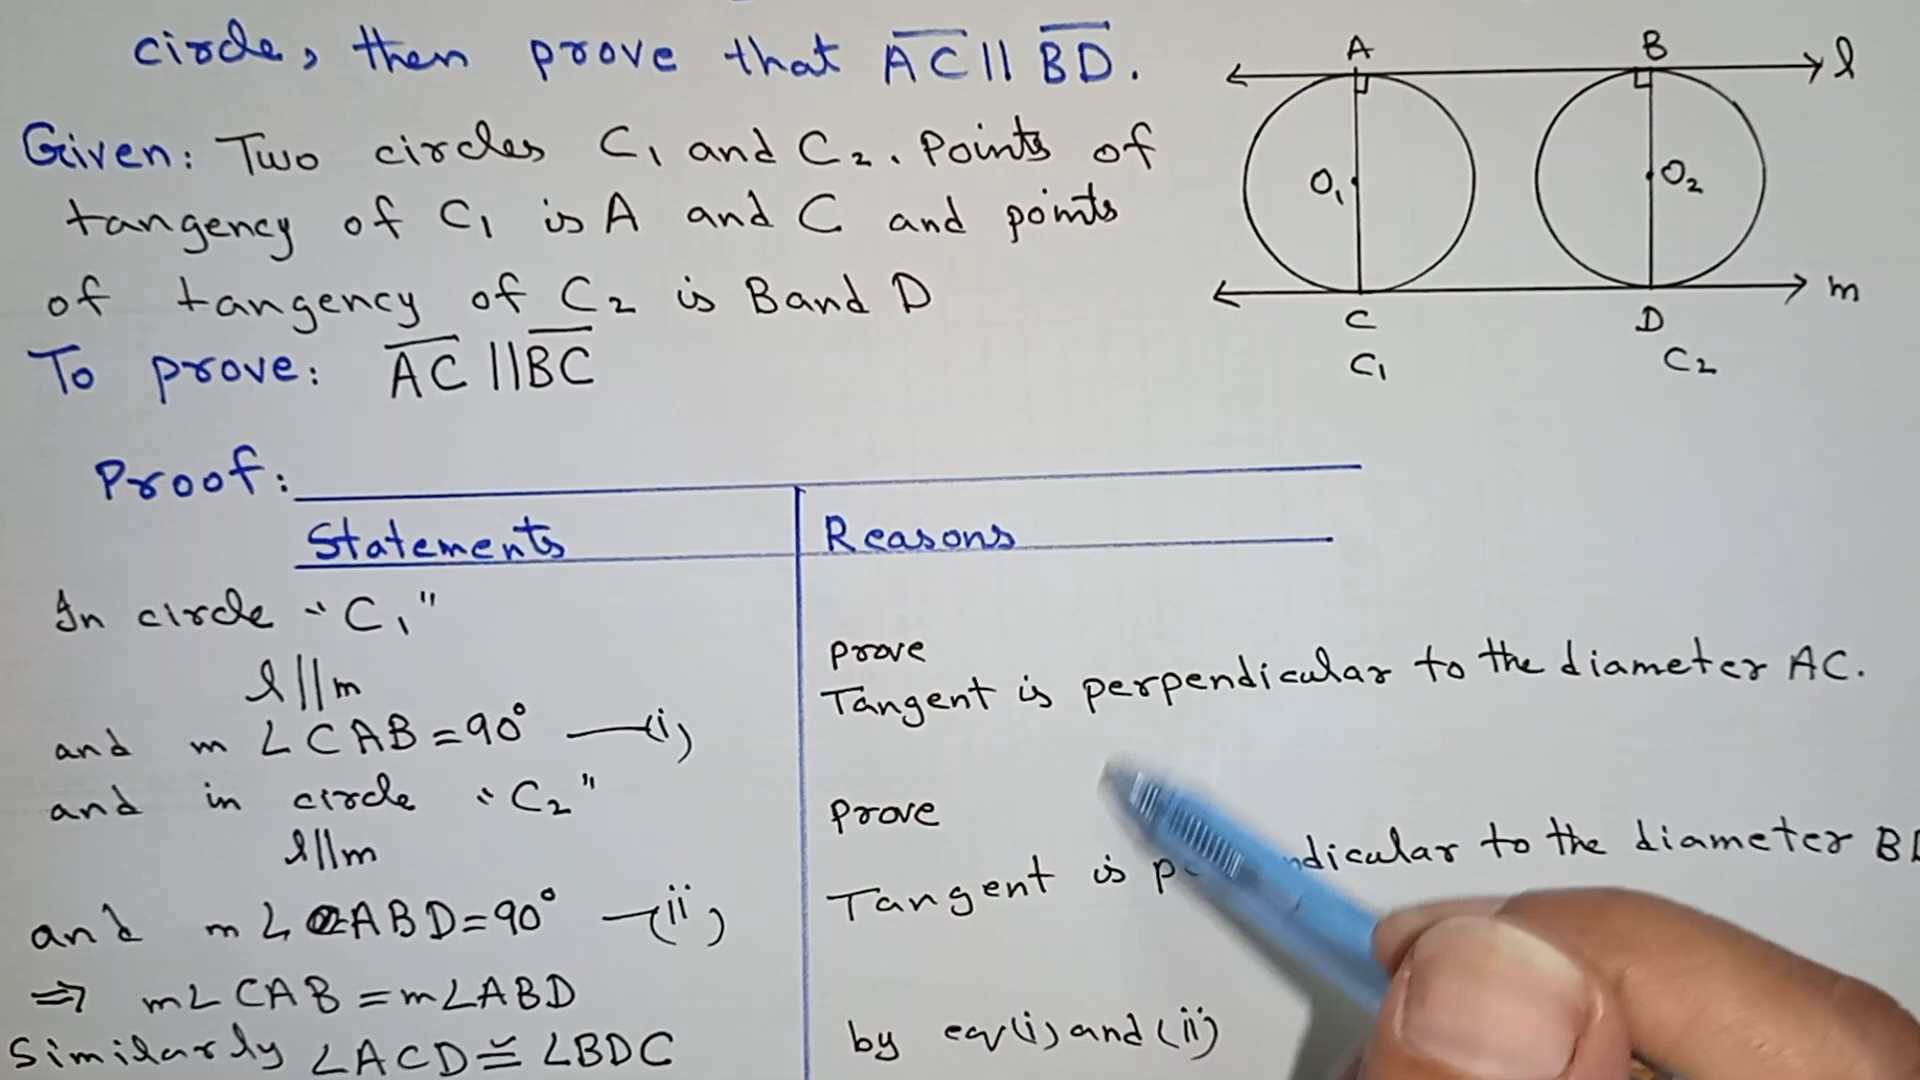 circle, then prove that AC || BD.
Given: Two circles C₁ and C₂. Points of
tangency of C₁ is A and C and points
of tangency of C₂ is B and D
To prove: AC || BC
A
B
l
O₁
O₂
m
C
D
C₁
C₂
Proof:
Statements
Reasons
In circle "C₁"
l||m
prove
and m∠CAB=90° —(i)
Tangent is perpendicular to the diameter AC.
and in circle "C₂"
l||m
prove
and m∠ABD=90° —(ii)
Tangent is dicular to the diameter
⇒ m∠CAB=m∠ABD
Similarly ∠ACD≅∠BDC
by eq(i) and (ii)